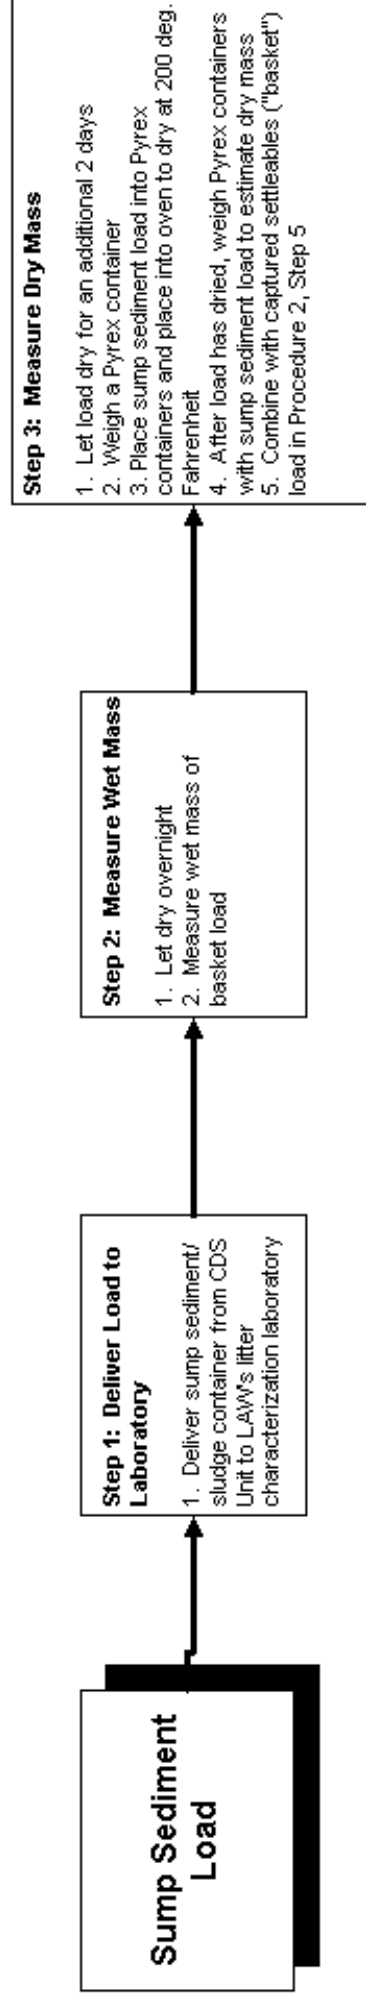 Sump Sediment
Load
Step 1:  Deliver Load to
Laboratory
1.  Deliver sump sediment/
sludge container from CDS
Unit to LAW's litter
characterization laboratory
Step 2:  Measure Wet Mass
1.  Let dry overnight
2.  Measure wet mass of
basket load
Step 3:  Measure Dry Mass
1.  Let load dry for an additional 2 days
2.  Weigh a Pyrex container
3. Place sump sediment load into Pyrex
containers and place into oven to dry at 200 deg.
Fahrenheit
4.  After load has dried, weigh Pyrex containers
with sump sediment load to estimate dry mass
5.  Combine with captured settleables ("basket")
load in Procedure 2, Step 5